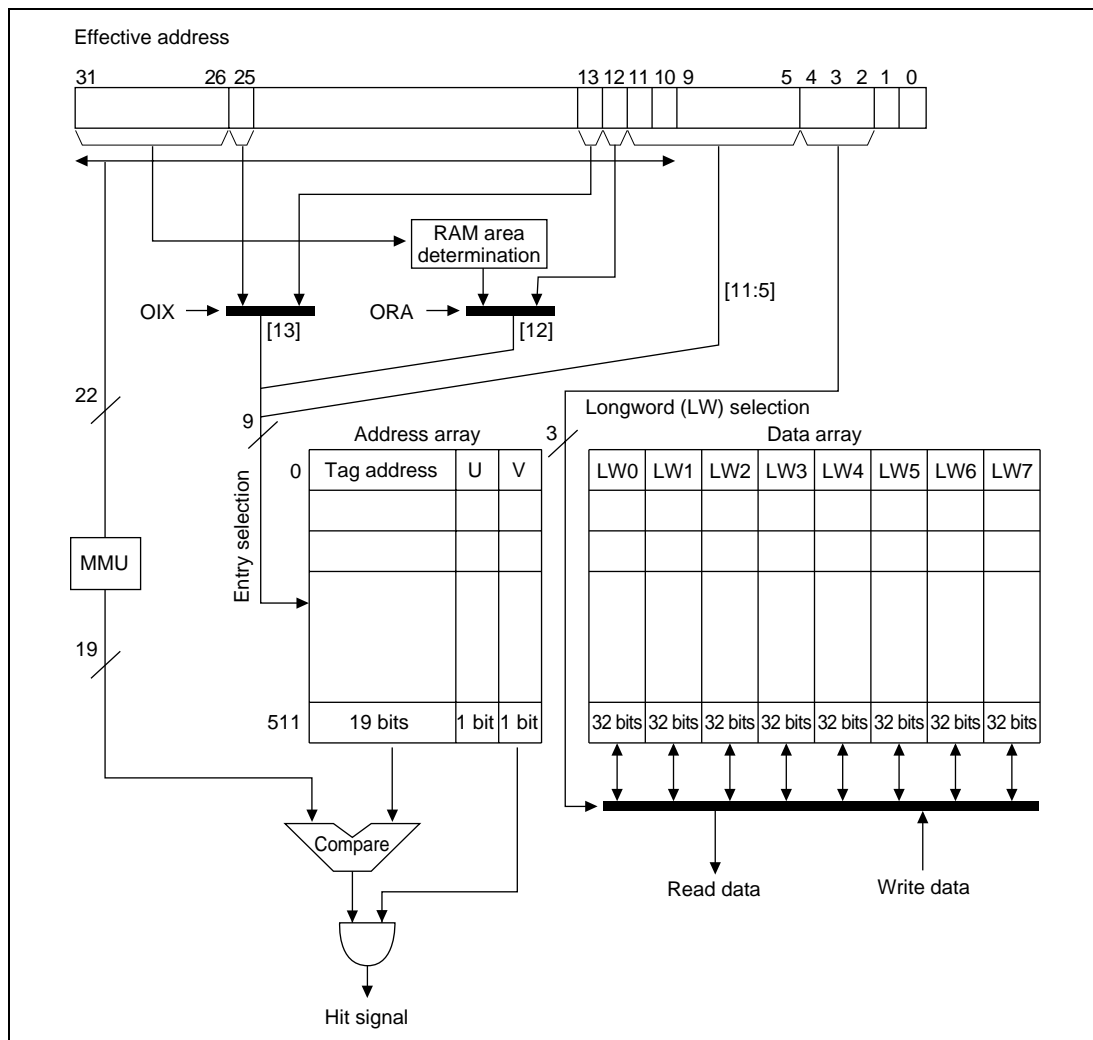 Effective address
31 26 25 13 12 11 10 9 5 4 3 2 1 0
RAM area
determination
[11:5]
OIX
ORA
[13]
[12]
22
Longword (LW) selection
9
3
Address array
Data array
0 Tag address U V
LW0 LW1 LW2 LW3 LW4 LW5 LW6 LW7
Entry selection
MMU
19
511 19 bits 1 bit 1 bit
32 bits 32 bits 32 bits 32 bits 32 bits 32 bits 32 bits 32 bits
Compare
Read data
Write data
Hit signal